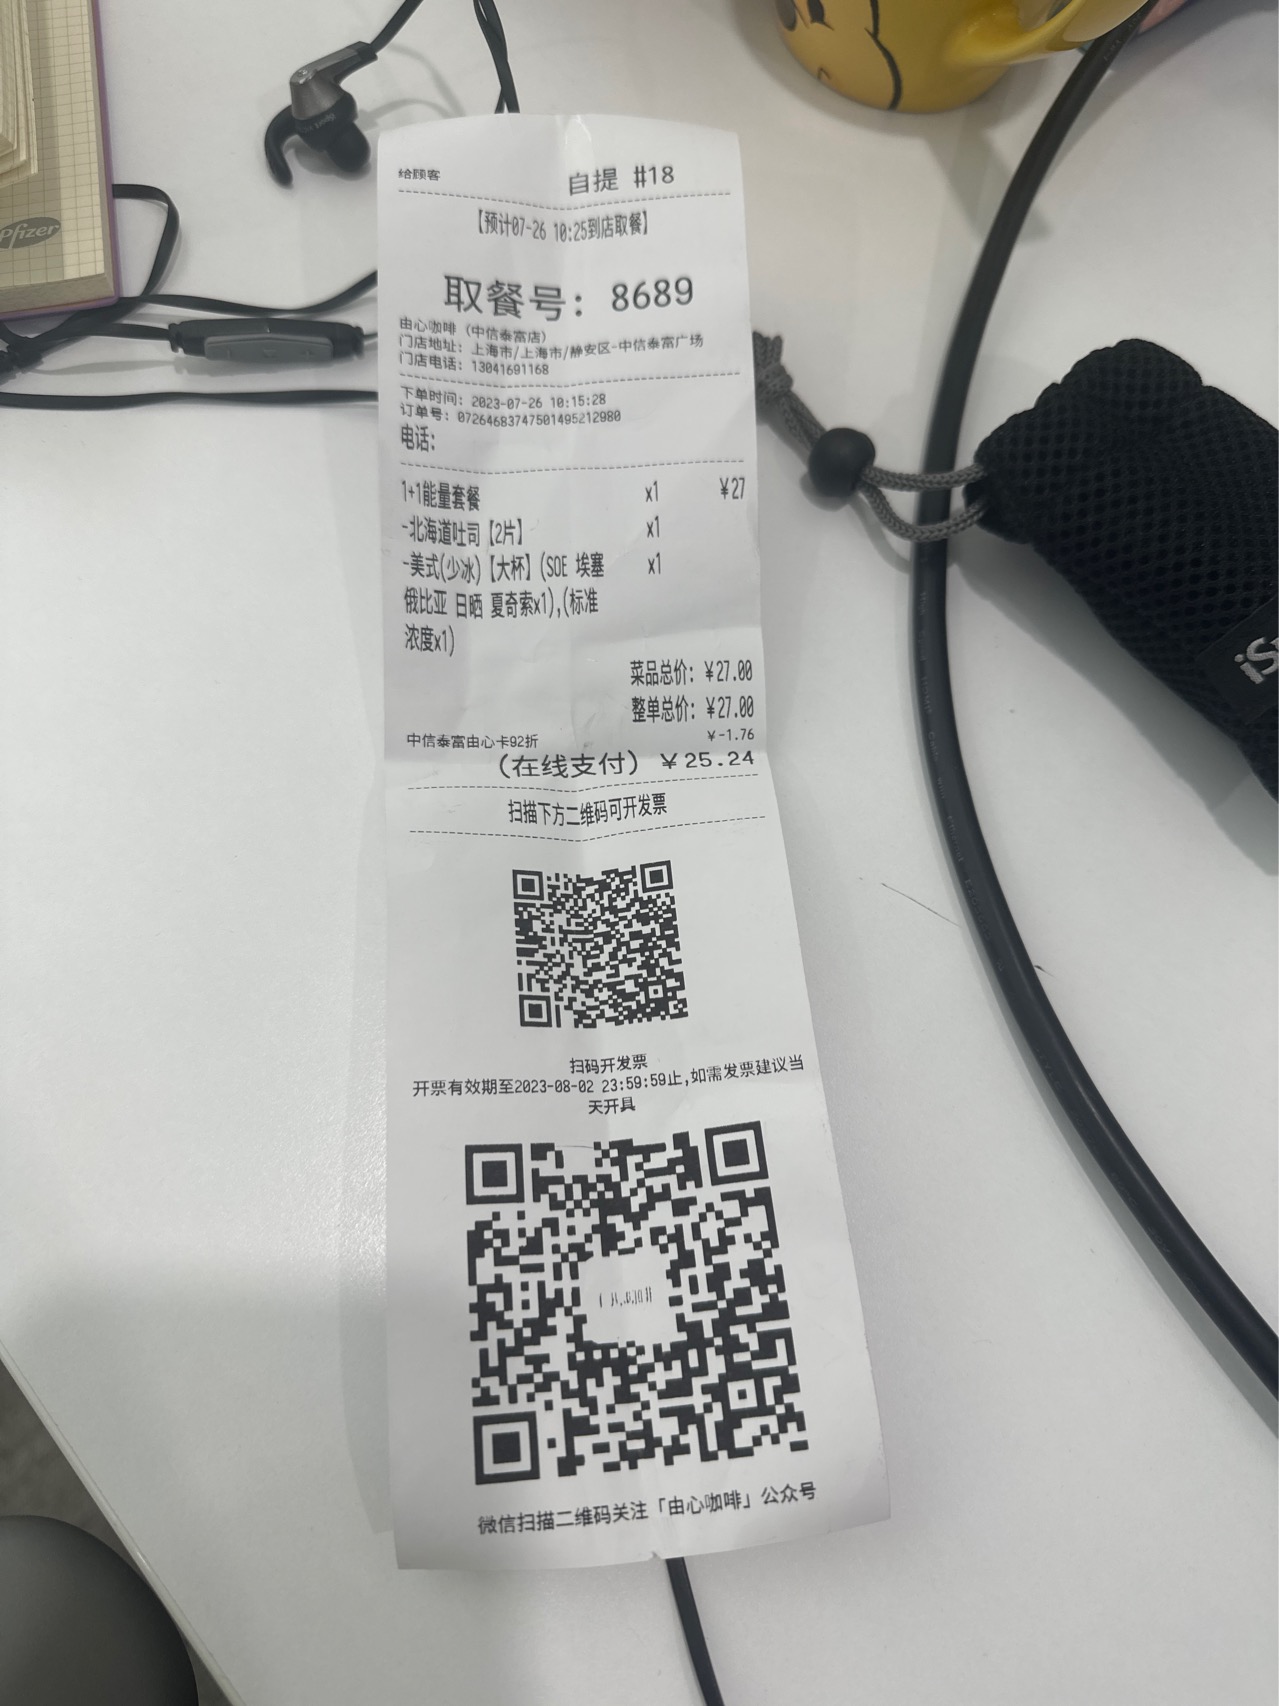 给顾客
自提 #18
【预计07-26 10:25到店取餐】
取餐号：8689
由心咖啡（中信泰富店）
门店地址：上海市/上海市/静安区-中信泰富广场
门店电话：13041691168
下单时间：2023-07-26 10:15:28
订单号：07264683747501495212980
电话：
1+1能量套餐 x1 ￥27
-北海道吐司【2片】 x1
-美式(少冰)【大杯】(SOE 埃塞 x1
俄比亚 日晒 夏奇索x1),(标准
浓度x1)
菜品总价：￥27.00
整单总价：￥27.00
中信泰富由心卡92折 ￥-1.76
（在线支付）￥25.24
扫描下方二维码可开发票
扫码开发票
开票有效期至2023-08-02 23:59:59止,如需发票建议当
天开具
微信扫描二维码关注「由心咖啡」公众号
Pfizer